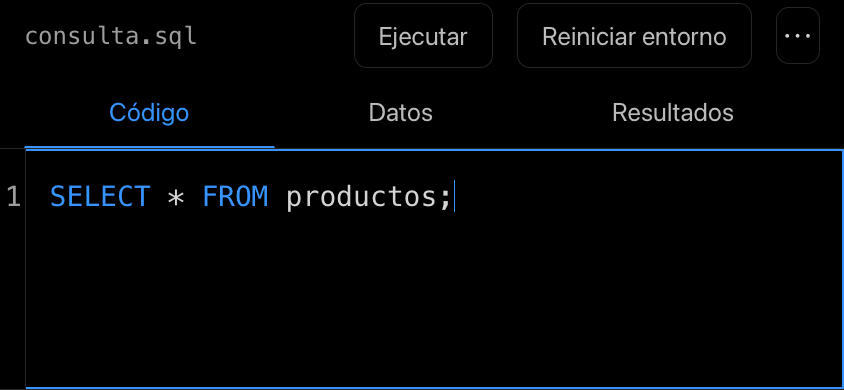 consulta.sql Ejecutar Reiniciar entorno ...
Código Datos Resultados
1 SELECT * FROM productos;